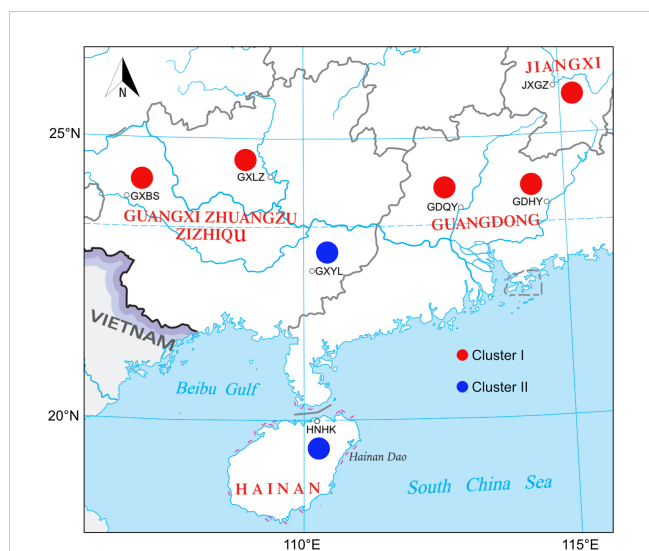 N
JIANGXI
JXGZ
25°N
GXLZ
GXBS
GDQY
GDHY
GUANGXI ZHUANGZU
ZIZHIQU
GUANGDONG
GXYL
VIETNAM
Cluster I
Beibu Gulf
Cluster II
20°N
HNHK
Hainan Dao
HAINAN
South China Sea
110°E
115°E